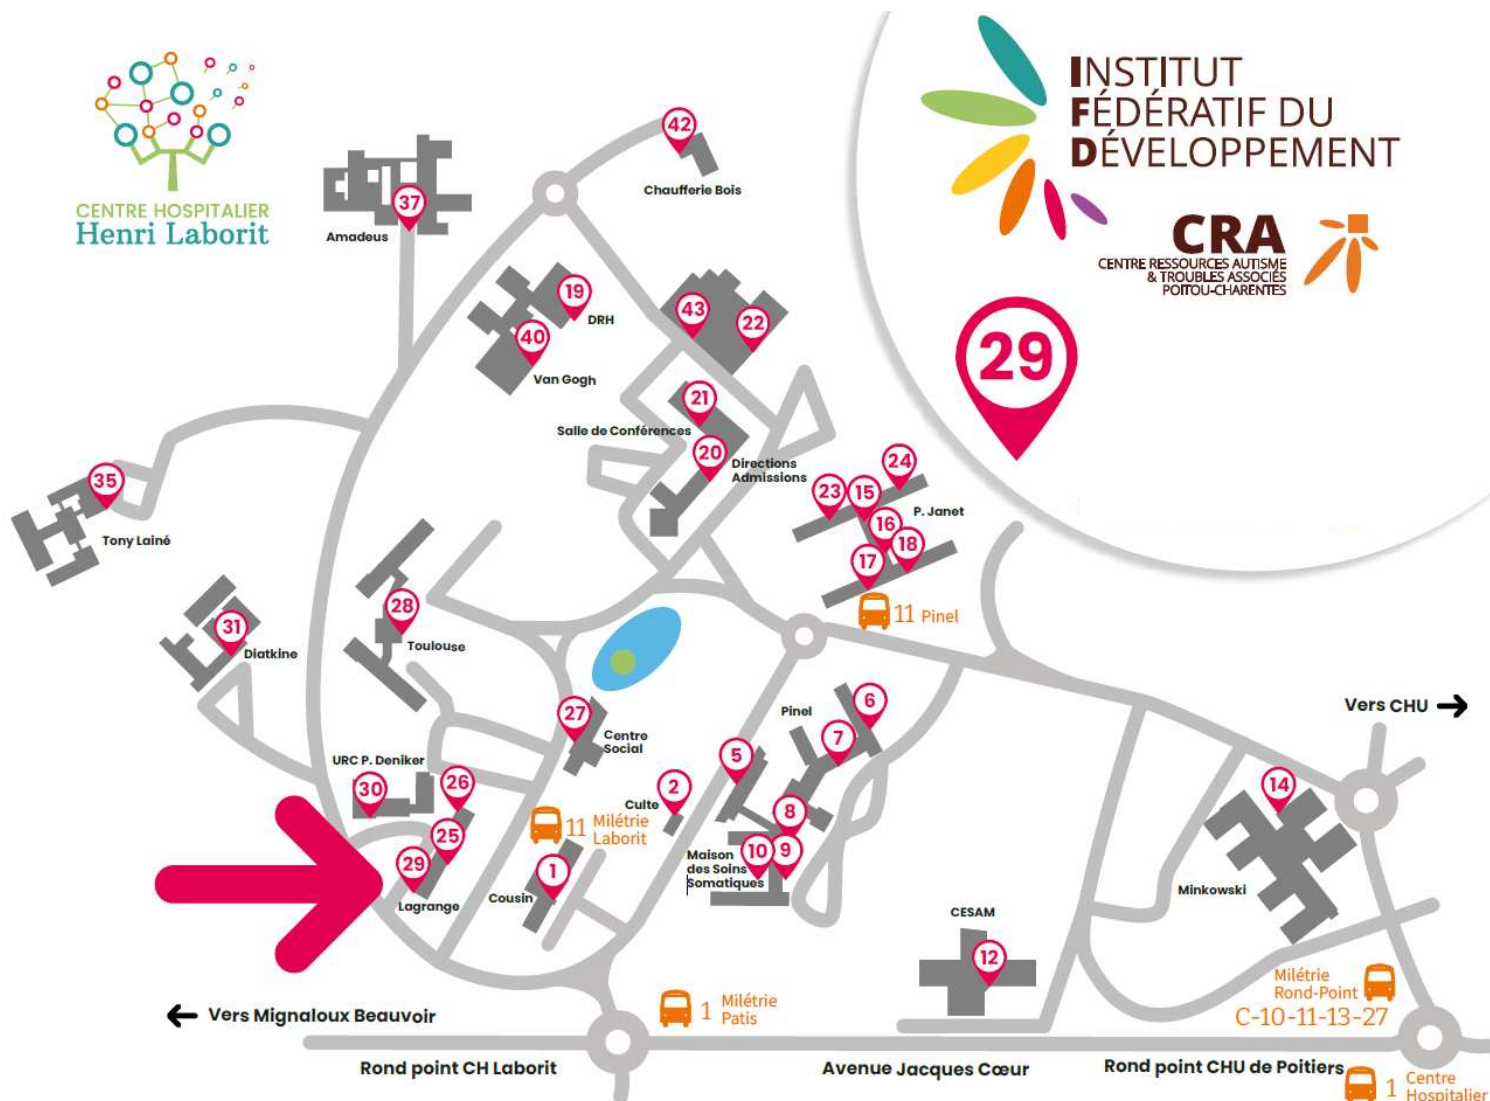 CENTRE HOSPITALIER
Henri Laborit
INSTITUT
FÉDÉRATIF DU
DÉVELOPPEMENT
CRA
CENTRE RESSOURCES AUTISME
& TROUBLES ASSOCIÉS
POITOU-CHARENTES
29
42
Chaufferie Bois
37
Amadeus
19
DRH
40
Van Gogh
43
22
21
Salle de Conférences
20
Directions
Admissions
35
Tony Lainé
24
23
15
P. Janet
16
18
17
11 Pinel
28
Toulouse
31
Diatkine
27
Centre
Social
6
Pinel
7
5
Vers CHU
URC P. Deniker
30
26
2
Culte
11 Milétrie
Laborit
8
14
25
29
Lagrange
1
Cousin
10
9
Maison
des Soins
Somatiques
Minkowski
CESAM
12
Milétrie
Rond-Point
C-10-11-13-27
1 Milétrie
Patis
Vers Mignaloux Beauvoir
Rond point CH Laborit
Avenue Jacques Cœur
Rond point CHU de Poitiers
1 Centre
Hospitalier